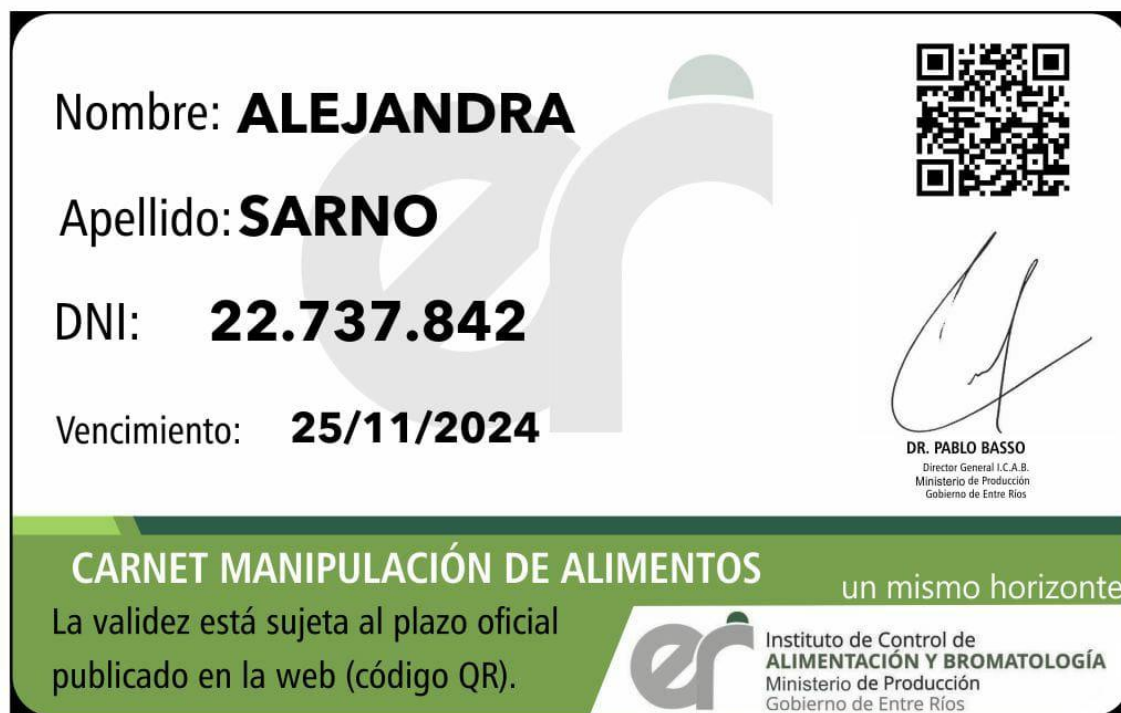 Nombre: ALEJANDRA
Apellido: SARNO
DNI: 22.737.842
Vencimiento: 25/11/2024
DR. PABLO BASSO
Director General I.C.A.B.
Ministerio de Producción
Gobierno de Entre Ríos
CARNET MANIPULACIÓN DE ALIMENTOS
un mismo horizonte
La validez está sujeta al plazo oficial
publicado en la web (código QR).
er
Instituto de Control de
ALIMENTACIÓN Y BROMATOLOGÍA
Ministerio de Producción
Gobierno de Entre Ríos